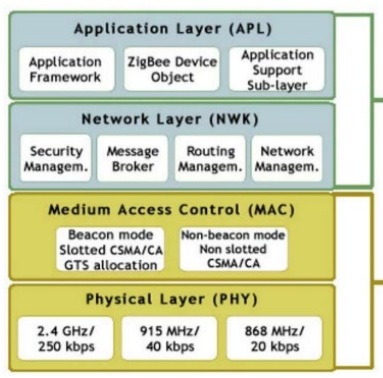 Application Layer (APL)
Application
Framework
ZigBee Device
Object
Application
Support
Sub-layer
Network Layer (NWK)
Security
Managem.
Message
Broker
Routing
Managem.
Network
Managem.
Medium Access Control (MAC)
Beacon mode
Slotted CSMA/CA
GTS allocation
Non-beacon mode
Non slotted
CSMA/CA
Physical Layer (PHY)
2.4 GHz/
250 kbps
915 MHz/
40 kbps
868 MHz/
20 kbps